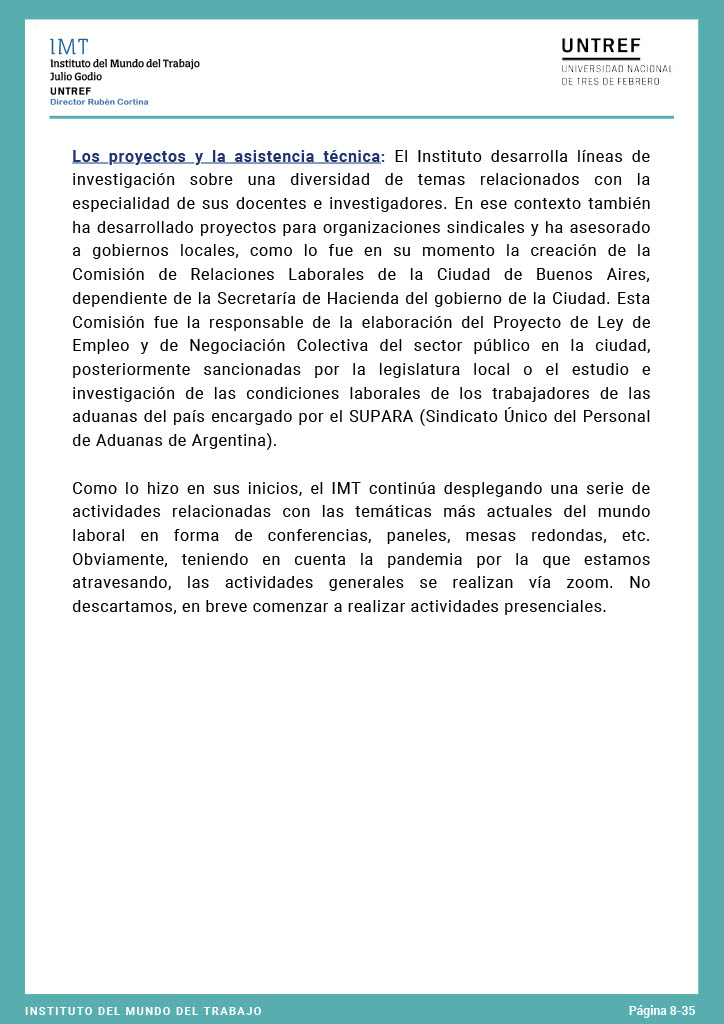 IMT
Instituto del Mundo del Trabajo
Julio Godio
UNTREF
Director Rubén Cortina
UNTREF
UNIVERSIDAD NACIONAL
DE TRES DE FEBRERO
Los proyectos y la asistencia técnica: El Instituto desarrolla líneas de
investigación sobre una diversidad de temas relacionados con la
especialidad de sus docentes e investigadores. En ese contexto también
ha desarrollado proyectos para organizaciones sindicales y ha asesorado
a gobiernos locales, como lo fue en su momento la creación de la
Comisión de Relaciones Laborales de la Ciudad de Buenos Aires,
dependiente de la Secretaría de Hacienda del gobierno de la Ciudad. Esta
Comisión fue la responsable de la elaboración del Proyecto de Ley de
Empleo y de Negociación Colectiva del sector público en la ciudad,
posteriormente sancionadas por la legislatura local o el estudio e
investigación de las condiciones laborales de los trabajadores de las
aduanas del país encargado por el SUPARA (Sindicato Único del Personal
de Aduanas de Argentina).
Como lo hizo en sus inicios, el IMT continúa desplegando una serie de
actividades relacionadas con las temáticas más actuales del mundo
laboral en forma de conferencias, paneles, mesas redondas, etc.
Obviamente, teniendo en cuenta la pandemia por la que estamos
atravesando, las actividades generales se realizan vía zoom. No
descartamos, en breve comenzar a realizar actividades presenciales.
INSTITUTO DEL MUNDO DEL TRABAJO
Página 8-35